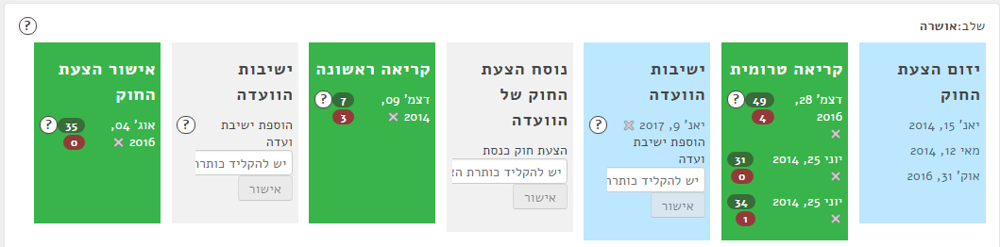 שלב:אושרה
?
יזום הצעת
החוק
יאנ' 15, 2014
מאי 12, 2014
אוק' 31, 2016
קריאה טרומית
דצמ' 28,
2016
49
4
?
יוני 25, 2014
31
0
יוני 25, 2014
34
1
ישיבות
הוועדה
יאנ' 9, 2017
?
הוספת ישיבת
ועדה
יש להקליד כותרת
אישור
נוסח הצעת
החוק של
הוועדה
הצעת חוק כנסת
יש להקליד כותרת הצ
אישור
קריאה ראשונה
דצמ' 09,
2014
7
3
?
ישיבות
הוועדה
הוספת ישיבת
ועדה
?
יש להקליד כותרת
אישור
אישור הצעת
החוק
אוג' 04,
2016
35
0
?